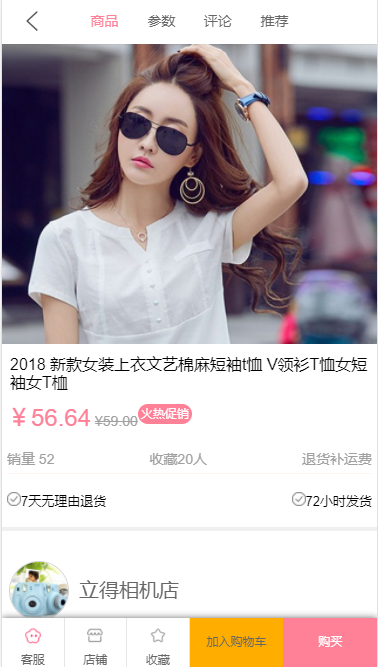 商品 参数 评论 推荐
2018 新款女装上衣文艺棉麻短袖t恤 V领衫T恤女短
袖女T桖
￥56.64 ¥59.00 火热促销
销量 52 收藏20人 退货补运费
7天无理由退货 72小时发货
立得相机店
客服 店铺 收藏 加入购物车 购买